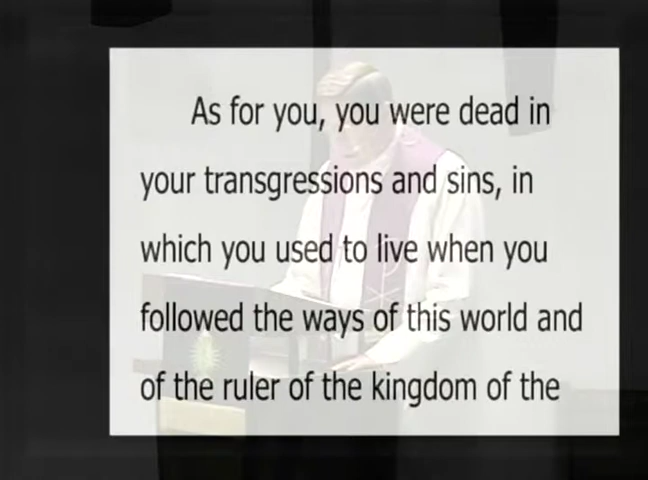 As for you, you were dead in
your transgressions and sins, in
which you used to live when you
followed the ways of this world and
of the ruler of the kingdom of the